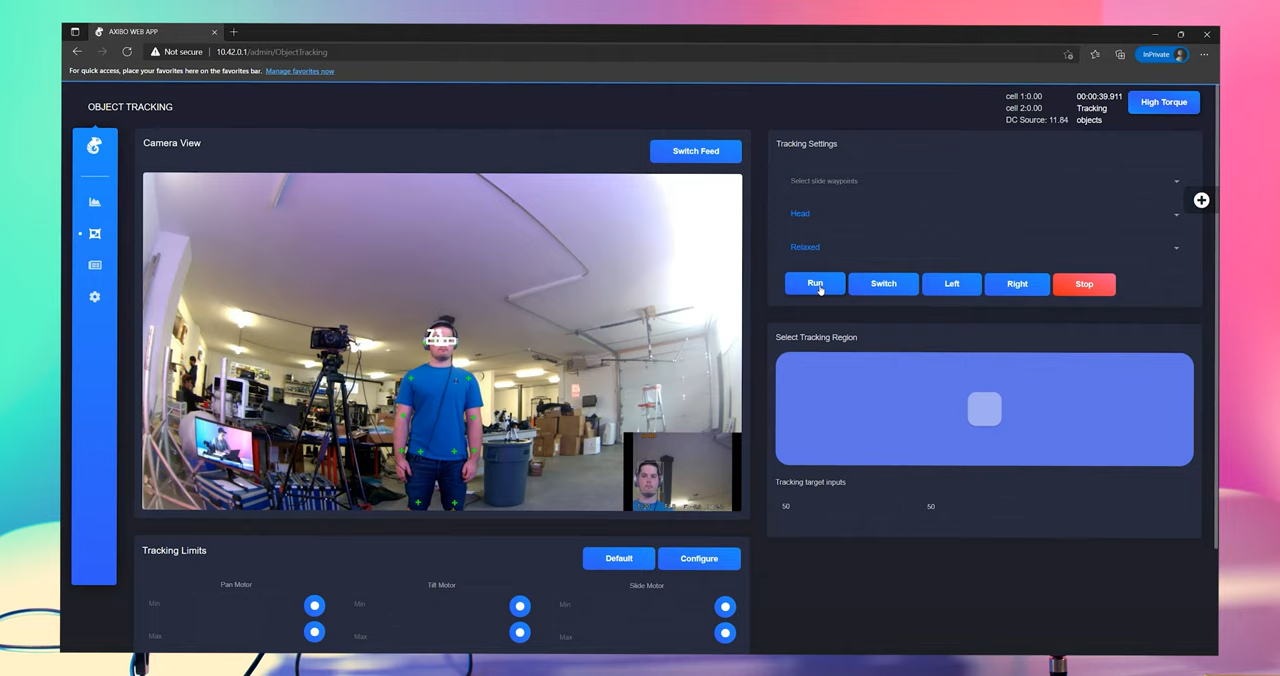 AXIBO WEB APP
Not secure
10.42.0.1/admin/ObjectTracking
InPrivate
For quick access, place your favorites here on the favorites bar. Manage favorites now
OBJECT TRACKING
cell 1:0.00
cell 2:0.00
DC Source: 11.84
00:00:39.911
Tracking
objects
High Torque
Camera View
Switch Feed
Tracking Settings
Select slide waypoints
Head
Relaxed
Run
Switch
Left
Right
Stop
Select Tracking Region
Tracking target inputs
50
50
Tracking Limits
Default
Configure
Pan Motor
Tilt Motor
Slide Motor
Min
Min
Min
Max
Max
Max